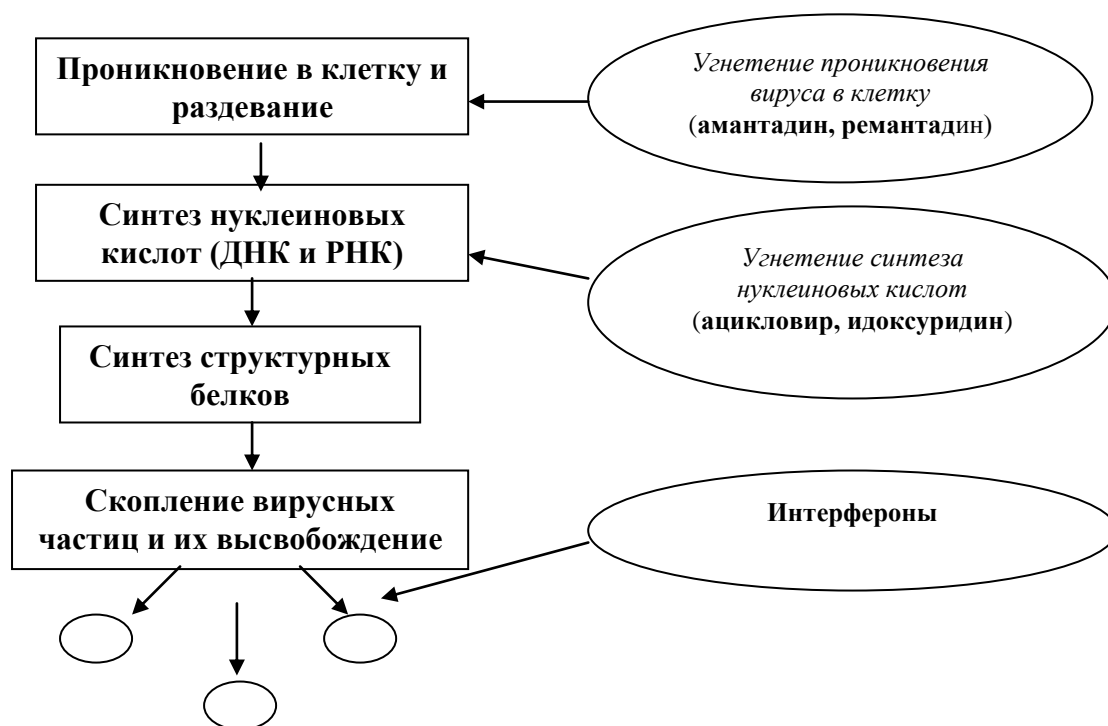 Проникновение в клетку и
раздевание
Угнетение проникновения
вируса в клетку
(амантадин, ремантадин)
Синтез нуклеиновых
кислот (ДНК и РНК)
Угнетение синтеза
нуклеиновых кислот
(ацикловир, идоксуридин)
Синтез структурных
белков
Скопление вирусных
частиц и их высвобождение
Интерфероны